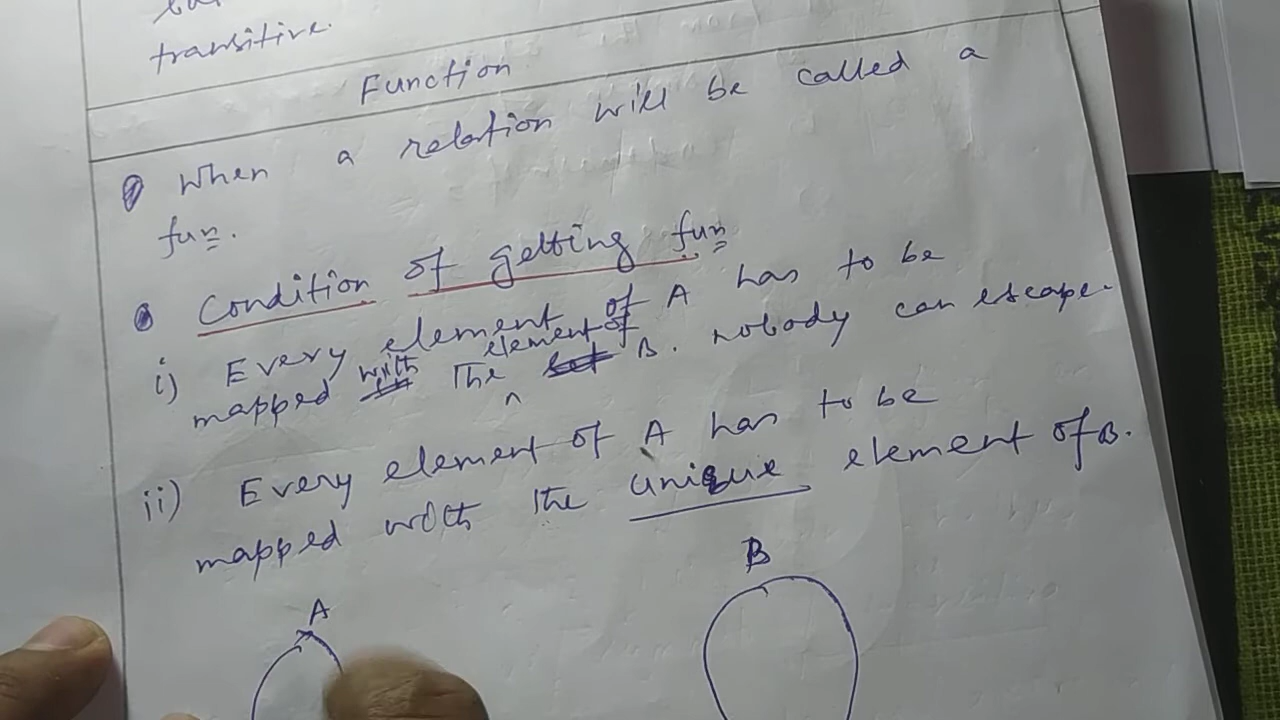 transitive.
Function
When a relation will be called a
fun.
Condition of getting fun
i) Every element of A has to be
mapped with the element of B. nobody can escape.
ii) Every element of A has to be
mapped with the unique element of B.
A B